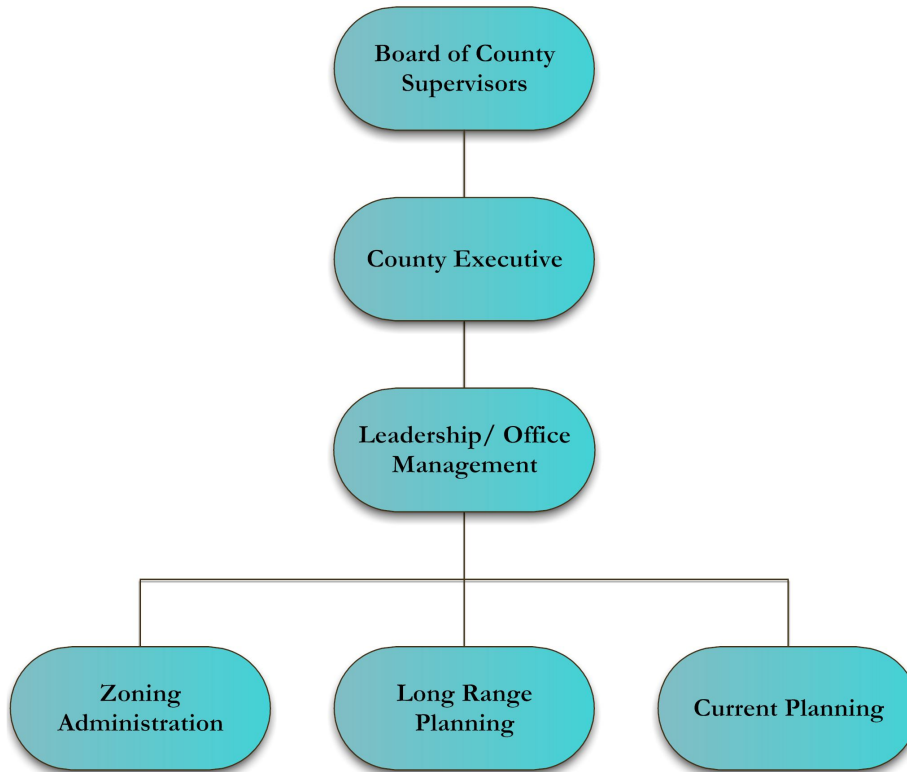 Board of County
Supervisors
County Executive
Leadership/ Office
Management
Zoning
Administration
Long Range
Planning
Current Planning